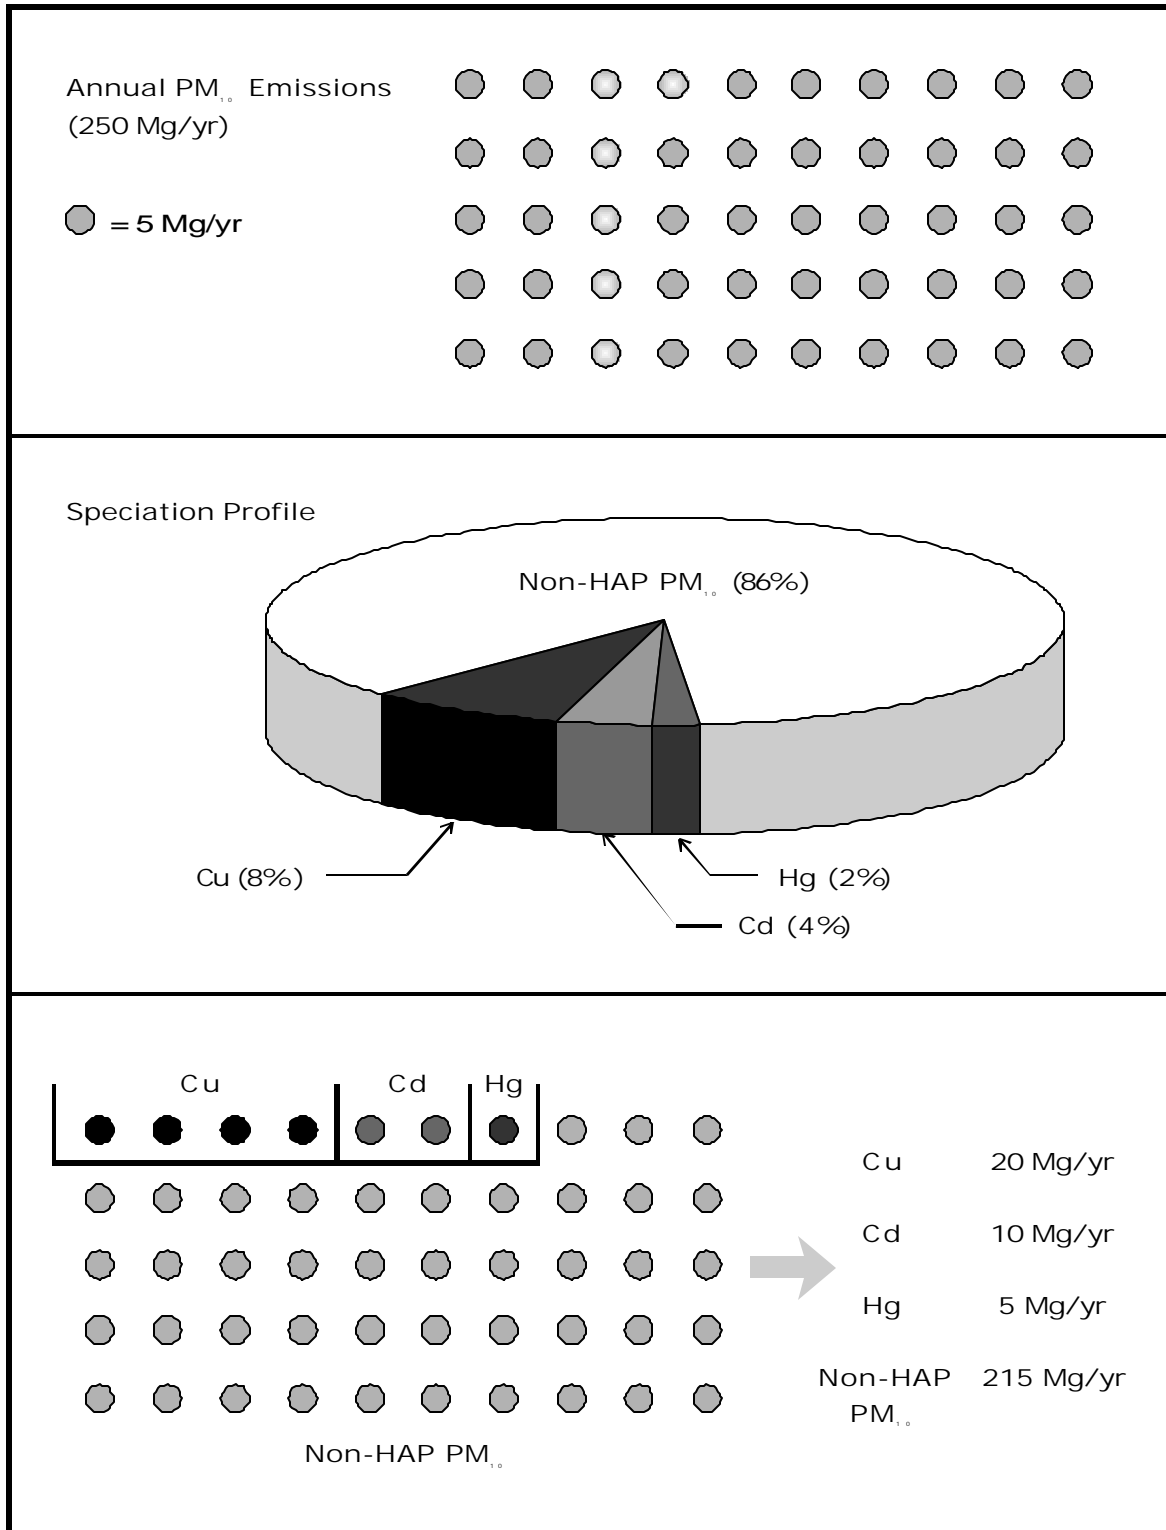 Annual PM10 Emissions
(250 Mg/yr)
= 5 Mg/yr
Speciation Profile
Non-HAP PM10 (86%)
Cu (8%)
Hg (2%)
Cd (4%)
Cu Cd Hg
Cu 20 Mg/yr
Cd 10 Mg/yr
Hg 5 Mg/yr
Non-HAP 215 Mg/yr
PM10
Non-HAP PM10